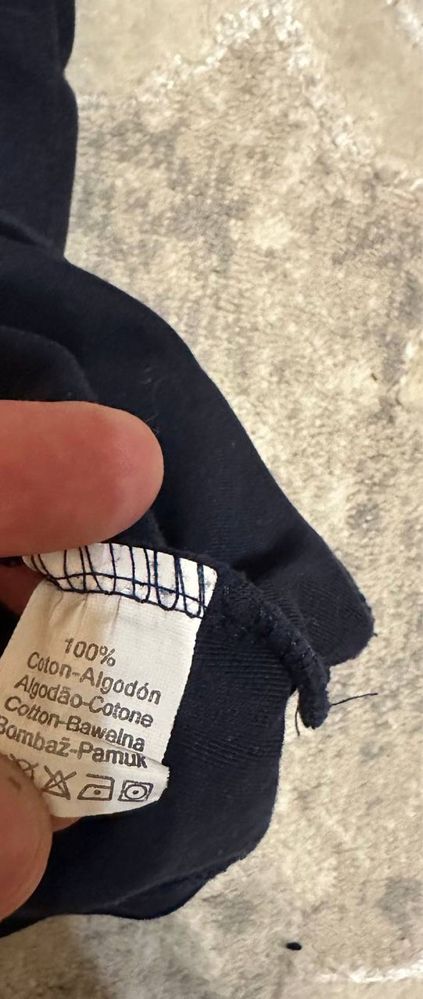 100%
Coton-Algodón
Algodão-Cotone
Cotton-Bawełna
Bombaž-Pamuk